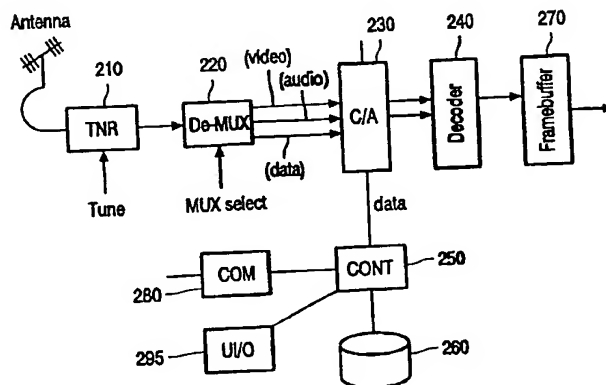 Antenna
210
TNR
Tune
220
De-MUX
MUX select
(video)
(audio)
(data)
230
C/A
240
Decoder
270
Framebuffer
data
COM
280
CONT
250
UI/O
295
260